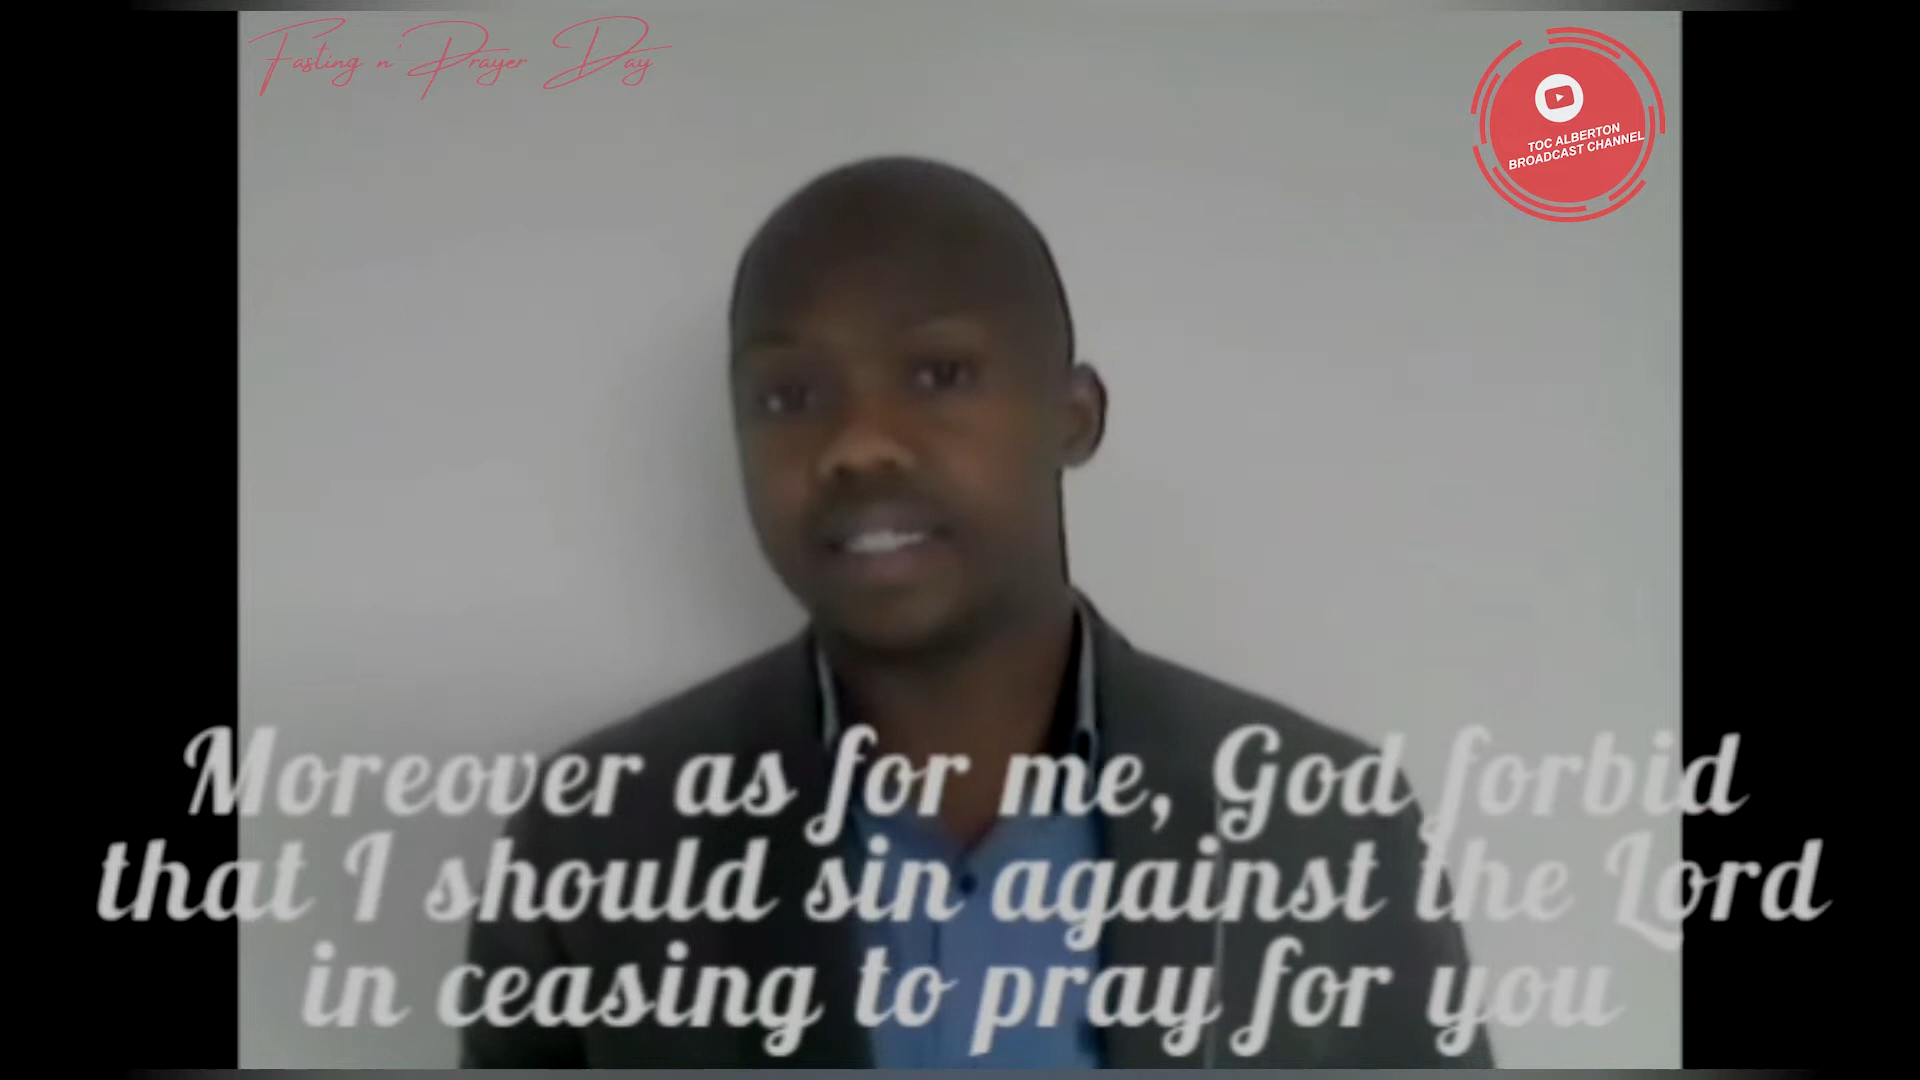 Fasting n' Prayer Day
TOC ALBERTON
BROADCAST CHANNEL
Moreover as for me, God forbid
that I should sin against the Lord
in ceasing to pray for you